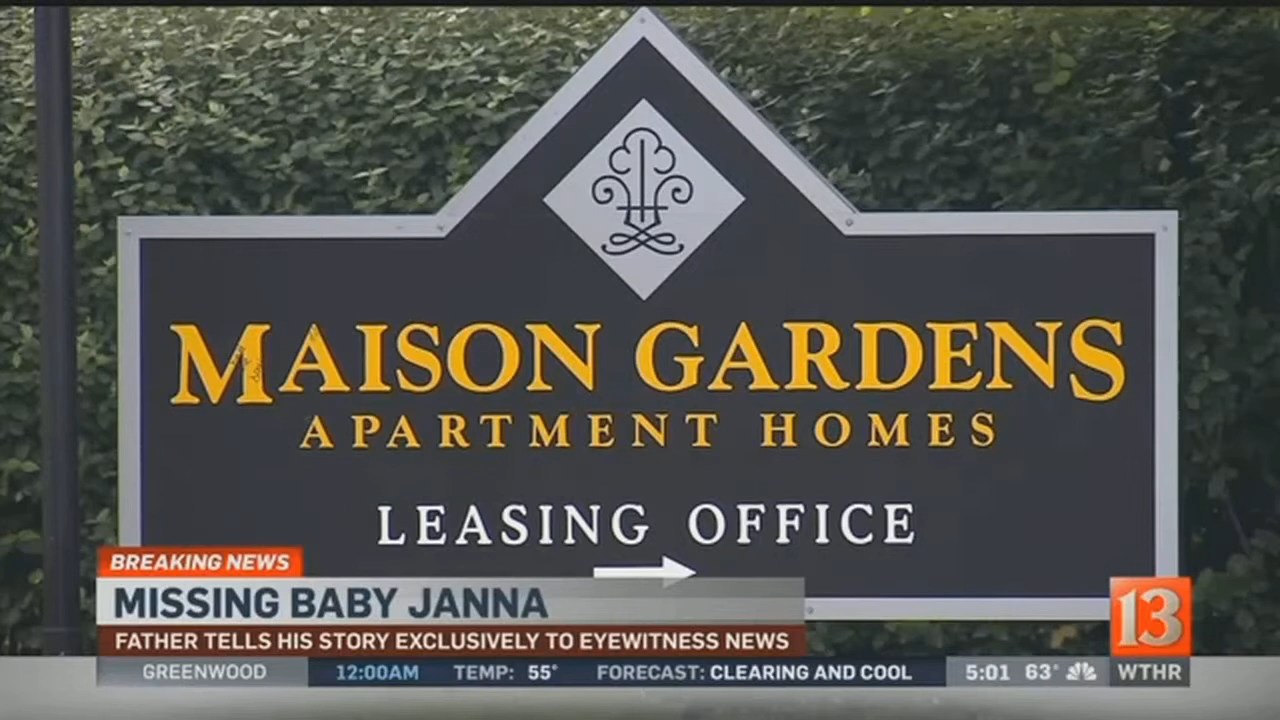 MAISON GARDENS
APARTMENT HOMES
LEASING OFFICE
BREAKING NEWS
MISSING BABY JANNA
FATHER TELLS HIS STORY EXCLUSIVELY TO EYEWITNESS NEWS
GREENWOOD 12:00AM TEMP: 55° FORECAST: CLEARING AND COOL 5:01 63°
13
WTHR